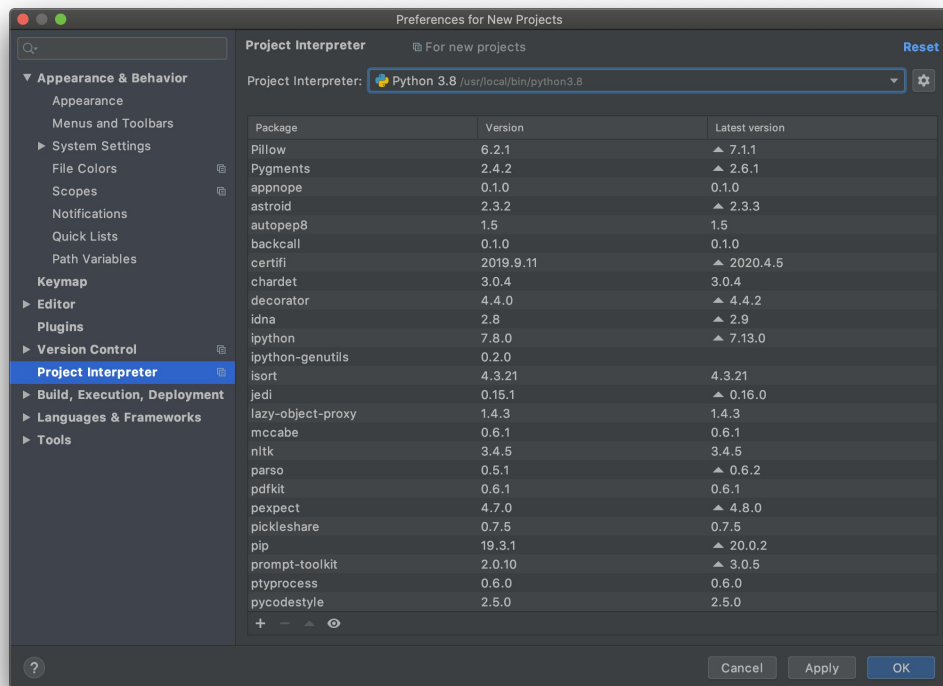 Preferences for New Projects
Appearance & Behavior
Appearance
Menus and Toolbars
System Settings
File Colors
Scopes
Notifications
Quick Lists
Path Variables
Keymap
Editor
Plugins
Version Control
Project Interpreter
Build, Execution, Deployment
Languages & Frameworks
Tools
Project Interpreter For new projects Reset
Project Interpreter: Python 3.8 /usr/local/bin/python3.8
Package Version Latest version
Pillow 6.2.1 7.1.1
Pygments 2.4.2 2.6.1
appnope 0.1.0 0.1.0
astroid 2.3.2 2.3.3
autopep8 1.5 1.5
backcall 0.1.0 0.1.0
certifi 2019.9.11 2020.4.5
chardet 3.0.4 3.0.4
decorator 4.4.0 4.4.2
idna 2.8 2.9
ipython 7.8.0 7.13.0
ipython-genutils 0.2.0
isort 4.3.21 4.3.21
jedi 0.15.1 0.16.0
lazy-object-proxy 1.4.3 1.4.3
mccabe 0.6.1 0.6.1
nltk 3.4.5 3.4.5
parso 0.5.1 0.6.2
pdfkit 0.6.1 0.6.1
pexpect 4.7.0 4.8.0
pickleshare 0.7.5 0.7.5
pip 19.3.1 20.0.2
prompt-toolkit 2.0.10 3.0.5
ptyprocess 0.6.0 0.6.0
pycodestyle 2.5.0 2.5.0
? Cancel Apply OK